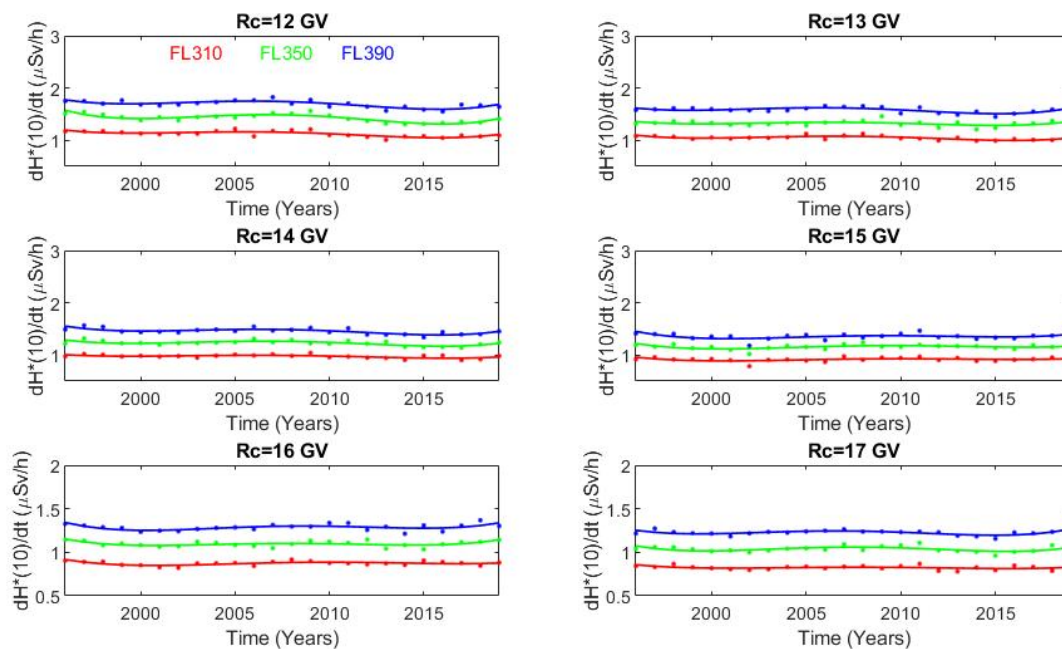 Rc=12 GV
3
2
1
dH*(10)/dt (μSv/h)
FL310 FL350 FL390
2000 2005 2010 2015
Time (Years)
Rc=13 GV
3
2
1
dH*(10)/dt (μSv/h)
2000 2005 2010 2015
Time (Years)
Rc=14 GV
3
2
1
dH*(10)/dt (μSv/h)
2000 2005 2010 2015
Time (Years)
Rc=15 GV
3
2
1
dH*(10)/dt (μSv/h)
2000 2005 2010 2015
Time (Years)
Rc=16 GV
2
1.5
1
0.5
dH*(10)/dt (μSv/h)
2000 2005 2010 2015
Time (Years)
Rc=17 GV
2
1.5
1
0.5
dH*(10)/dt (μSv/h)
2000 2005 2010 2015
Time (Years)